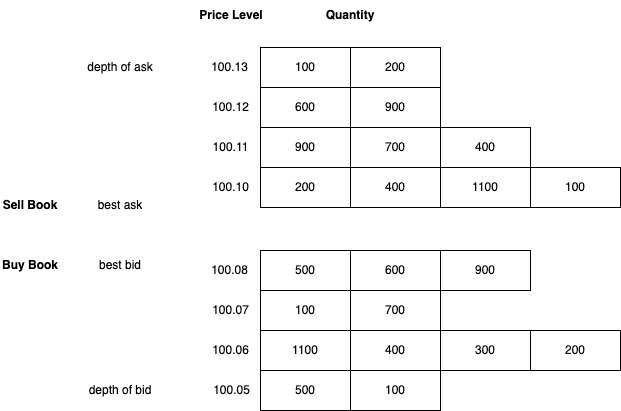 Price Level Quantity
depth of ask 100.13 100 200
100.12 600 900
100.11 900 700 400
100.10 200 400 1100 100
Sell Book best ask
Buy Book best bid 100.08 500 600 900
100.07 100 700
100.06 1100 400 300 200
depth of bid 100.05 500 100